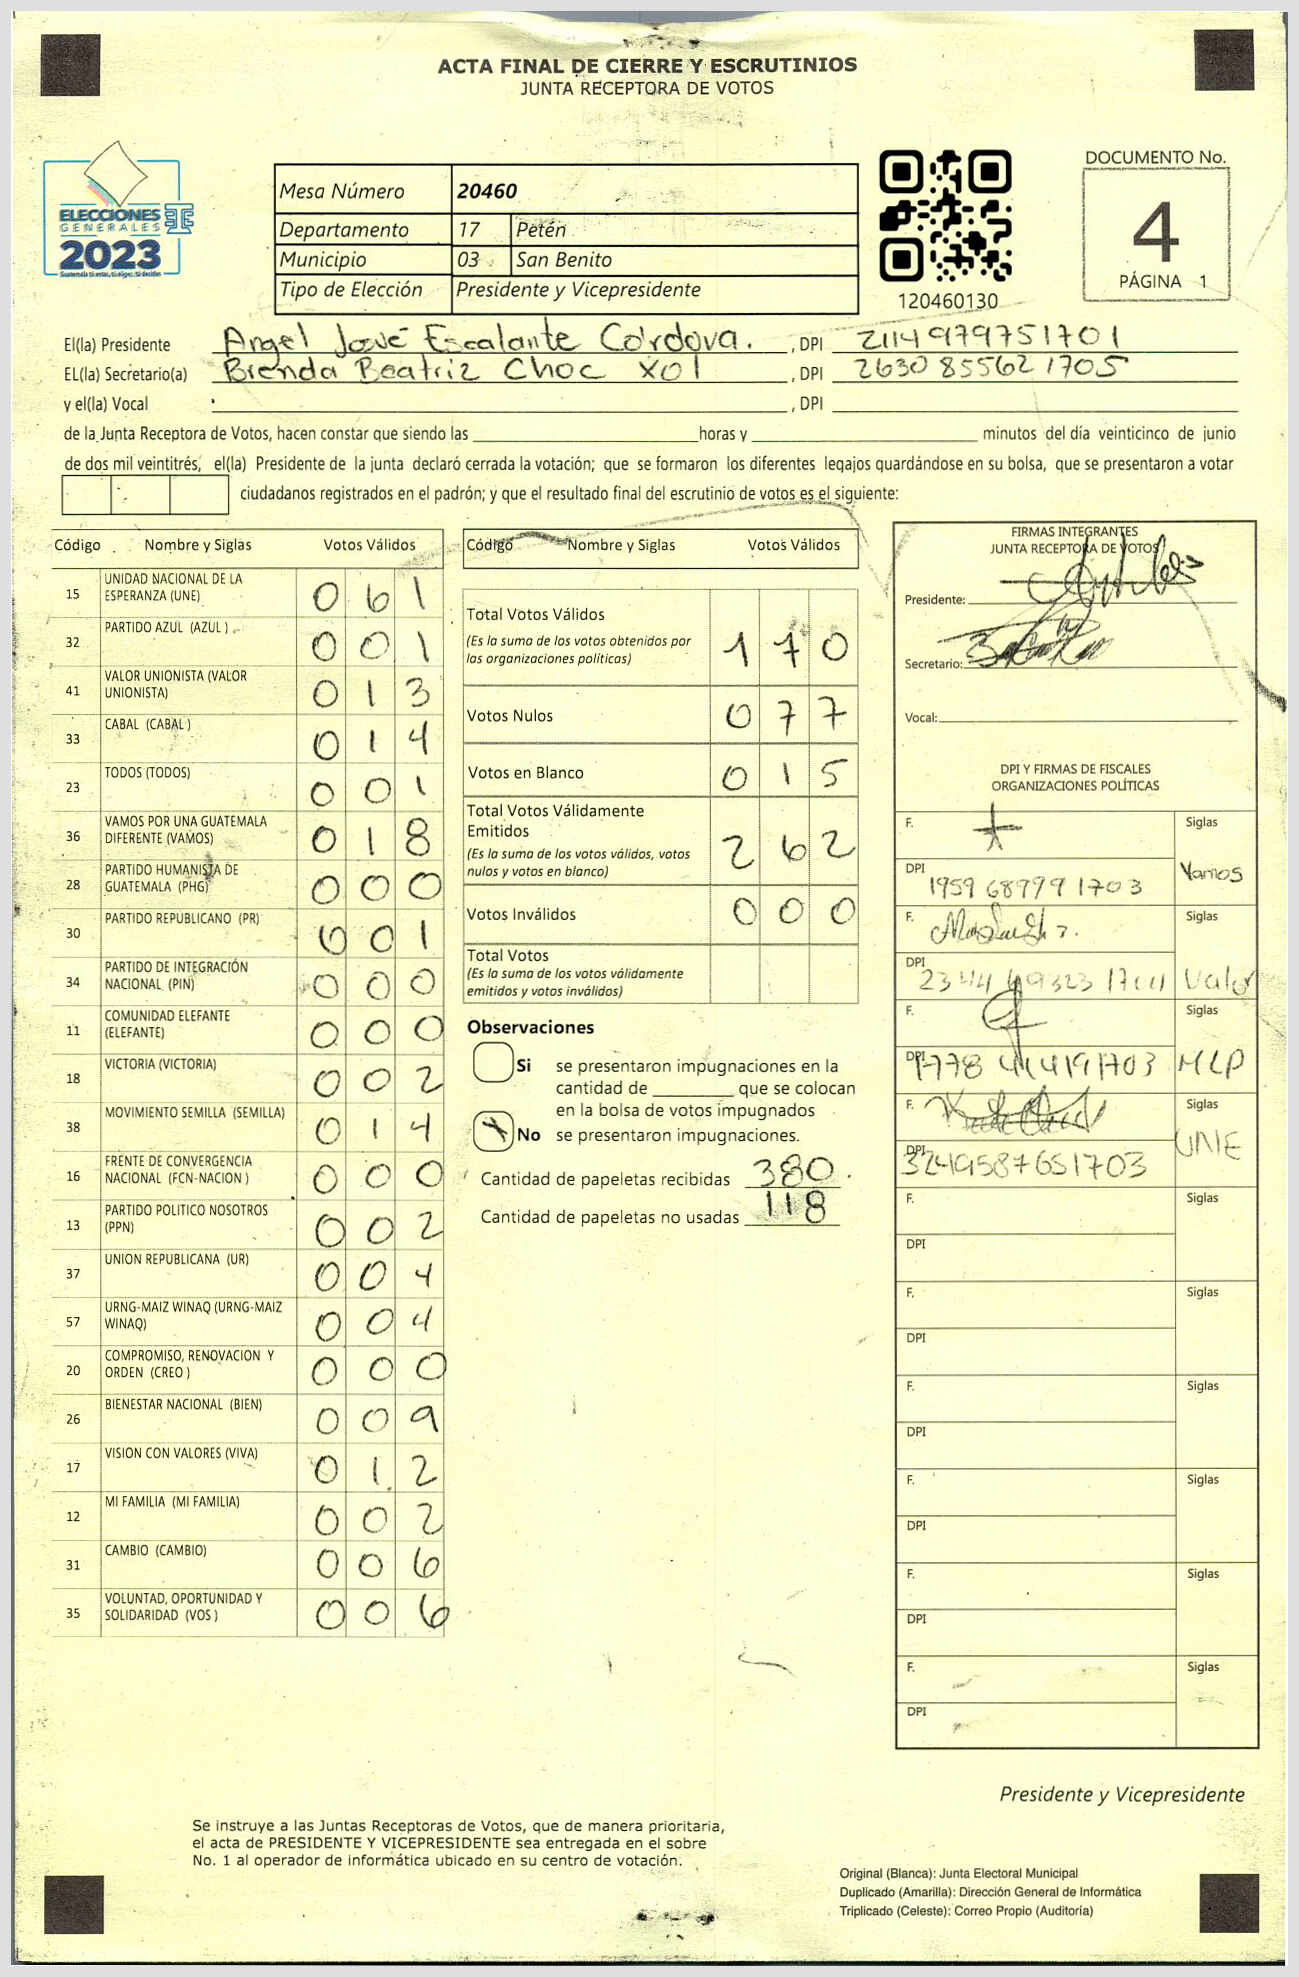 ACTA FINAL DE CIERRE Y ESCRUTINIOS
JUNTA RECEPTORA DE VOTOS
ELECCIONES
GENERALES
2023
Mesa Número 20460
Departamento 17 Petén
Municipio 03 San Benito
Tipo de Elección Presidente y Vicepresidente
120460130
DOCUMENTO No.
4
PÁGINA 1
El(la) Presidente Angel Josué Escalante Córdova. , DPI 2114979751701
EL(la) Secretario(a) Brenda Beatriz Choc Xol , DPI 2630855621705
y el(la) Vocal , DPI
de la Junta Receptora de Votos, hacen constar que siendo las horas y minutos del día veinticinco de junio
de dos mil veintitrés, el(la) Presidente de la junta declaró cerrada la votación; que se formaron los diferentes legajos guardándose en su bolsa, que se presentaron a votar
ciudadanos registrados en el padrón; y que el resultado final del escrutinio de votos es el siguiente:
Código Nombre y Siglas Votos Válidos
15 UNIDAD NACIONAL DE LA ESPERANZA (UNE) 0 6 1
32 PARTIDO AZUL (AZUL ) 0 0 1
41 VALOR UNIONISTA (VALOR UNIONISTA) 0 1 3
33 CABAL (CABAL ) 0 1 4
23 TODOS (TODOS) 0 0 1
36 VAMOS POR UNA GUATEMALA DIFERENTE (VAMOS) 0 1 8
28 PARTIDO HUMANISTA DE GUATEMALA (PHG) 0 0 0
30 PARTIDO REPUBLICANO (PR) 0 0 1
34 PARTIDO DE INTEGRACIÓN NACIONAL (PIN) 0 0 0
11 COMUNIDAD ELEFANTE (ELEFANTE) 0 0 0
18 VICTORIA (VICTORIA) 0 0 2
38 MOVIMIENTO SEMILLA (SEMILLA) 0 1 4
16 FRENTE DE CONVERGENCIA NACIONAL (FCN-NACION ) 0 0 0
13 PARTIDO POLITICO NOSOTROS (PPN) 0 0 2
37 UNION REPUBLICANA (UR) 0 0 4
57 URNG-MAIZ WINAQ (URNG-MAIZ WINAQ) 0 0 4
20 COMPROMISO, RENOVACION Y ORDEN (CREO ) 0 0 0
26 BIENESTAR NACIONAL (BIEN) 0 0 9
17 VISION CON VALORES (VIVA) 0 1 2
12 MI FAMILIA (MI FAMILIA) 0 0 2
31 CAMBIO (CAMBIO) 0 0 6
35 VOLUNTAD, OPORTUNIDAD Y SOLIDARIDAD (VOS ) 0 0 6
Código Nombre y Siglas Votos Válidos
Total Votos Válidos 1 7 0
(Es la suma de los votos obtenidos por
las organizaciones políticas)
Votos Nulos 0 7 7
Votos en Blanco 0 1 5
Total Votos Válidamente
Emitidos 2 6 2
(Es la suma de los votos válidos, votos
nulos y votos en blanco)
Votos Inválidos 0 0 0
Total Votos
(Es la suma de los votos válidamente
emitidos y votos inválidos)
Observaciones
Si se presentaron impugnaciones en la
cantidad de que se colocan
en la bolsa de votos impugnados
No se presentaron impugnaciones.
Cantidad de papeletas recibidas 380
Cantidad de papeletas no usadas 118
FIRMAS INTEGRANTES
JUNTA RECEPTORA DE VOTOS
Presidente:
Secretario:
Vocal:
DPI Y FIRMAS DE FISCALES
ORGANIZACIONES POLÍTICAS
F. Siglas
DPI 1959 68999 1703 Vamos
F. Siglas
DPI Valor
F. Siglas
DPI MLP
F. Siglas
DPI 3249587651703 UNE
F. Siglas
DPI
F. Siglas
DPI
F. Siglas
DPI
F. Siglas
DPI
F. Siglas
DPI
F. Siglas
DPI
Presidente y Vicepresidente
Se instruye a las Juntas Receptoras de Votos, que de manera prioritaria,
el acta de PRESIDENTE Y VICEPRESIDENTE sea entregada en el sobre
No. 1 al operador de informática ubicado en su centro de votación.
Original (Blanca): Junta Electoral Municipal
Duplicado (Amarilla): Dirección General de Informática
Triplicado (Celeste): Correo Propio (Auditoría)